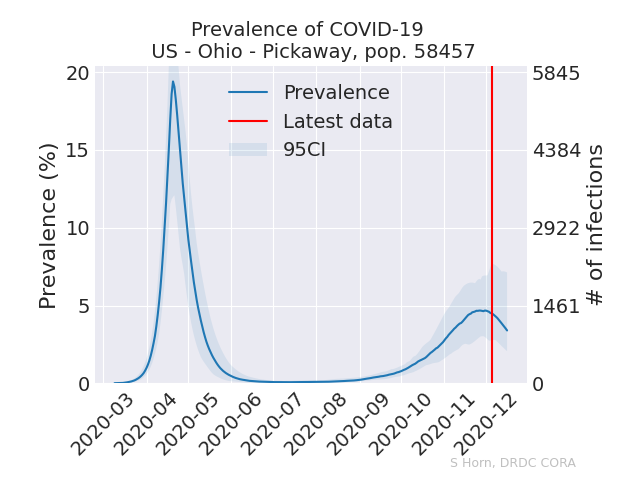 Prevalence of COVID-19
US - Ohio - Pickaway, pop. 58457
Prevalence (%)
20
15
10
5
0
Prevalence
Latest data
95CI
5845
4384
2922
1461
0
# of infections
2020-03
2020-04
2020-05
2020-06
2020-07
2020-08
2020-09
2020-10
2020-11
2020-12
S Horn, DRDC CORA